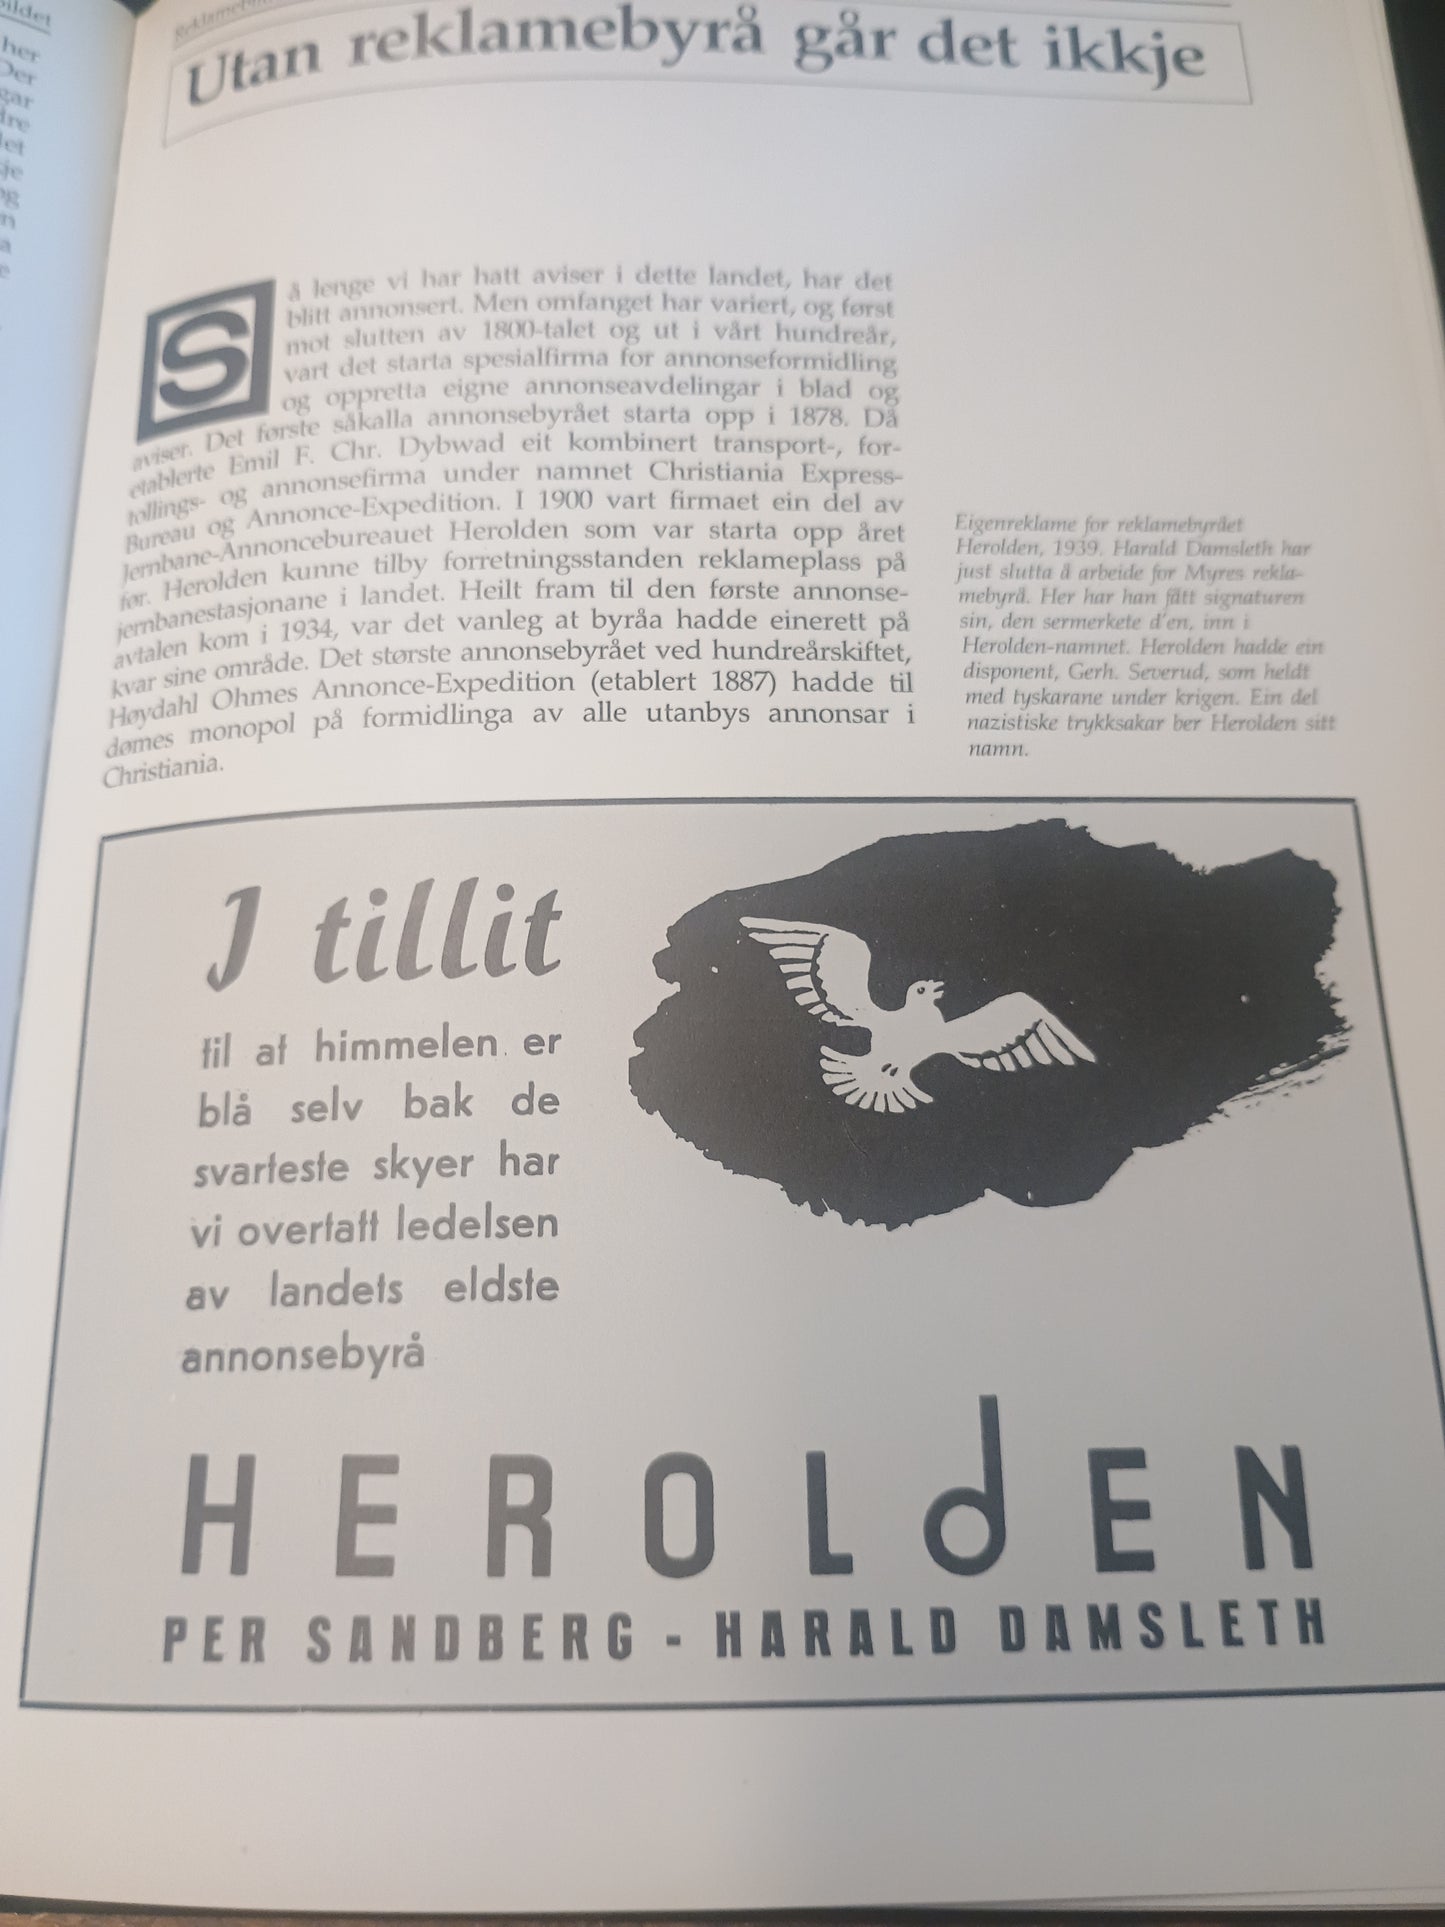 Utan reklamebyrå går det ikkje
Så lenge vi har hatt aviser i dette landet, har det
blitt annonsert. Men omfanget har variert, og først
mot slutten av 1800-talet og ut i vårt hundreår,
vart det starta spesialfirma for annonseformidling
og oppretta eigne annonseavdelingar i blad og
aviser. Det første såkalla annonsebyrået starta opp i 1878. Då
etablerte Emil F. Chr. Dybwad eit kombinert transport-, for-
tollings- og annonsefirma under namnet Christiania Express-
Bureau og Annonce-Expedition. I 1900 vart firmaet ein del av
Jernbane-Annoncebureauet Herolden som var starta opp året
før. Herolden kunne tilby forretningsstanden reklameplass på
jernbanestasjonane i landet. Heilt fram til den første annonse-
avtalen kom i 1934, var det vanleg at byråa hadde einerett på
kvar sine område. Det største annonsebyrået ved hundreårskiftet,
Høydahl Ohmes Annonce-Expedition (etablert 1887) hadde til
dømes monopol på formidlinga av alle utanbys annonsar i
Christiania.
Eigenreklame for reklamebyrået
Herolden, 1939. Harald Damsleth har
just slutta å arbeide for Myres rekla-
mebyrå. Her har han fått signaturen
sin, den sermerkete d'en, inn i
Herolden-namnet. Herolden hadde ein
disponent, Gerh. Severud, som heldt
med tyskarane under krigen. Ein del
nazistiske trykksakar ber Herolden sitt
namn.
I tillit
til at himmelen er
blå selv bak de
svarteste skyer har
vi overtatt ledelsen
av landets eldste
annonsebyrå
HEROLdEN
PER SANDBERG - HARALD DAMSLETH